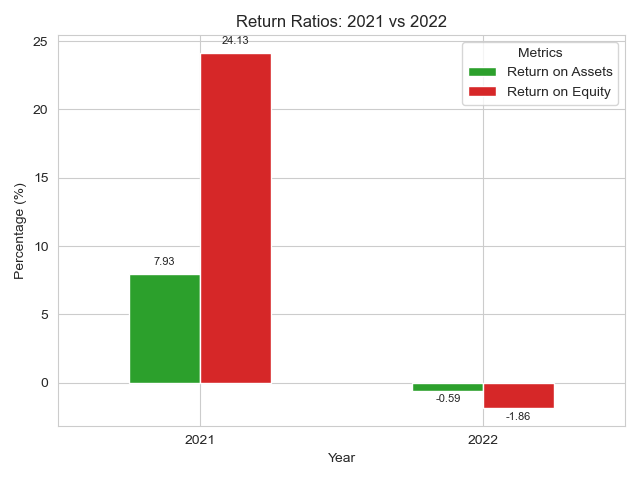 Return Ratios: 2021 vs 2022
Metrics
Return on Assets
Return on Equity
Percentage (%)
25
20
15
10
5
0
24.13
7.93
-0.59
-1.86
2021
2022
Year